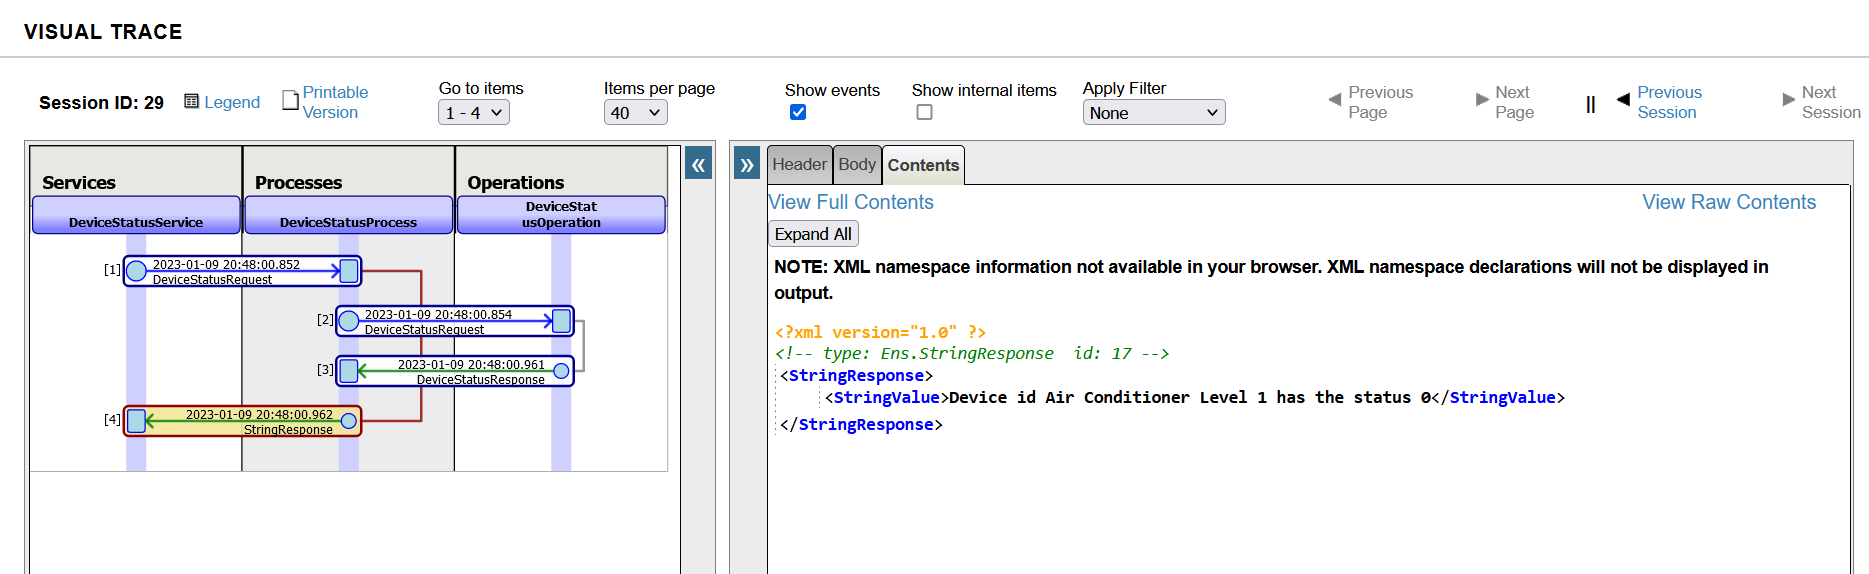 VISUAL TRACE
Session ID: 29
Legend
Printable
Version
Go to items
1 - 4
Items per page
40
Show events
Show internal items
Apply Filter
None
Previous
Page
Next
Page
||
Previous
Session
Next
Session
Services
Processes
Operations
DeviceStatusService
DeviceStatusProcess
DeviceStat
usOperation
[1]
2023-01-09 20:48:00.852
DeviceStatusRequest
[2]
2023-01-09 20:48:00.854
DeviceStatusRequest
[3]
2023-01-09 20:48:00.961
DeviceStatusResponse
[4]
2023-01-09 20:48:00.962
StringResponse
«
»
Header
Body
Contents
View Full Contents
View Raw Contents
Expand All
NOTE: XML namespace information not available in your browser. XML namespace declarations will not be displayed in
output.
<?xml version="1.0" ?>
<!-- type: Ens.StringResponse  id: 17 -->
<StringResponse>
<StringValue>Device id Air Conditioner Level 1 has the status 0</StringValue>
</StringResponse>